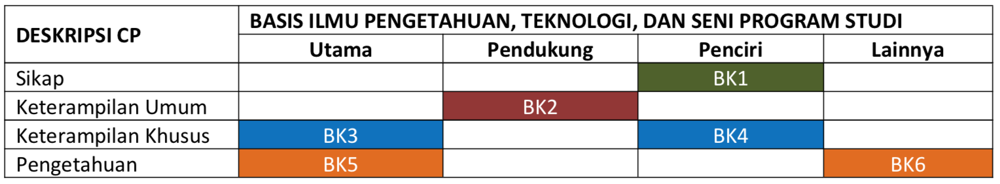 DESKRIPSI CP
BASIS ILMU PENGETAHUAN, TEKNOLOGI, DAN SENI PROGRAM STUDI
Utama Pendukung Penciri Lainnya
Sikap BK1
Keterampilan Umum BK2
Keterampilan Khusus BK3 BK4
Pengetahuan BK5 BK6